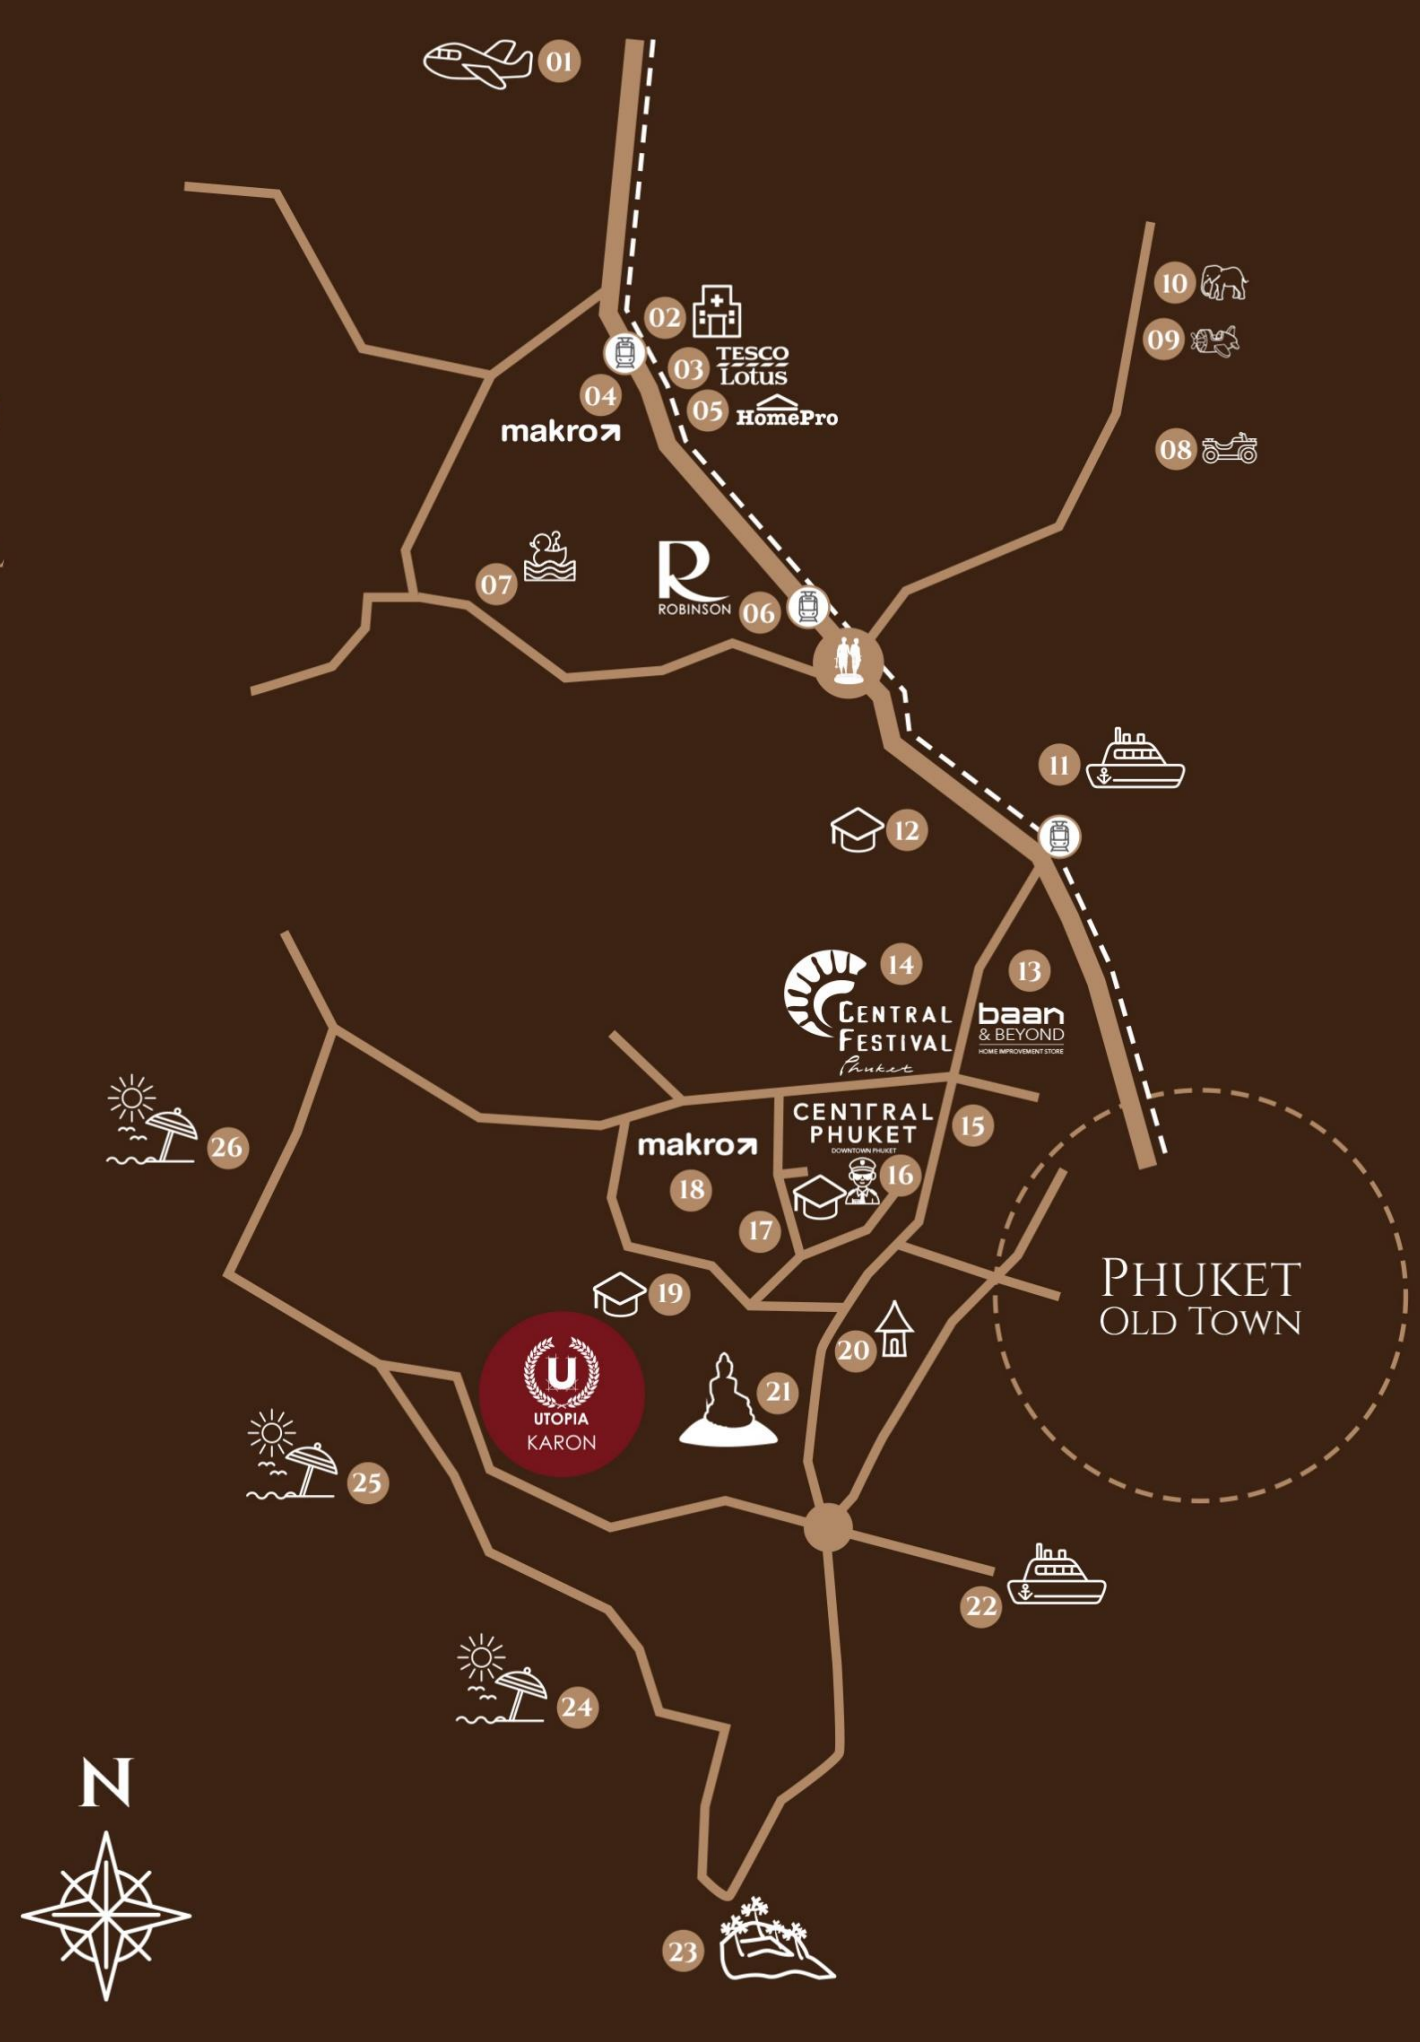 01
02
03
TESCO
Lotus
04
makro
05
HomePro
10
09
08
07
R
ROBINSON
06
11
12
14
CENTRAL
FESTIVAL
Phuket
13
baan
& BEYOND
HOME IMPROVEMENT STORE
26
makro
18
CENTRAL
PHUKET
DOWNTOWN PHUKET
15
16
17
19
PHUKET
OLD TOWN
U
UTOPIA
KARON
20
21
25
22
24
N
23